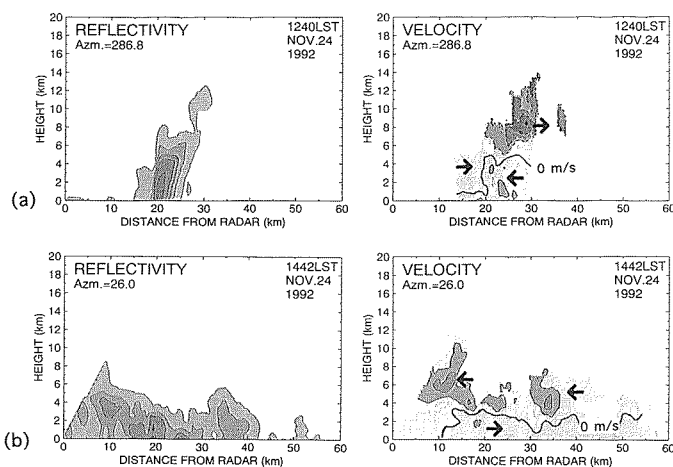 (a)
REFLECTIVITY
Azm.=286.8
1240LST
NOV.24
1992
HEIGHT (km)
20
18
16
14
12
10
8
6
4
2
0
0 10 20 30 40 50 60
DISTANCE FROM RADAR (km)
VELOCITY
Azm.=286.8
1240LST
NOV.24
1992
0 m/s
HEIGHT (km)
20
18
16
14
12
10
8
6
4
2
0
0 10 20 30 40 50 60
DISTANCE FROM RADAR (km)
(b)
REFLECTIVITY
Azm.=26.0
1442LST
NOV.24
1992
HEIGHT (km)
20
18
16
14
12
10
8
6
4
2
0
0 10 20 30 40 50 60
DISTANCE FROM RADAR (km)
VELOCITY
Azm.=26.0
1442LST
NOV.24
1992
0 m/s
HEIGHT (km)
20
18
16
14
12
10
8
6
4
2
0
0 10 20 30 40 50 60
DISTANCE FROM RADAR (km)